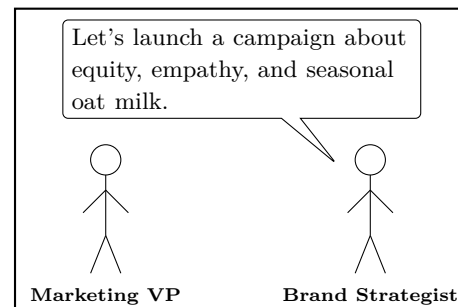 Let's launch a campaign about
equity, empathy, and seasonal
oat milk.
Marketing VP
Brand Strategist